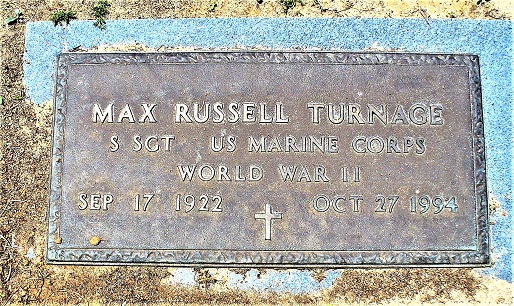 MAX RUSSELL TURNAGE
S SGT US MARINE CORPS
WORLD WAR II
SEP 17 1922 OCT 27 1994